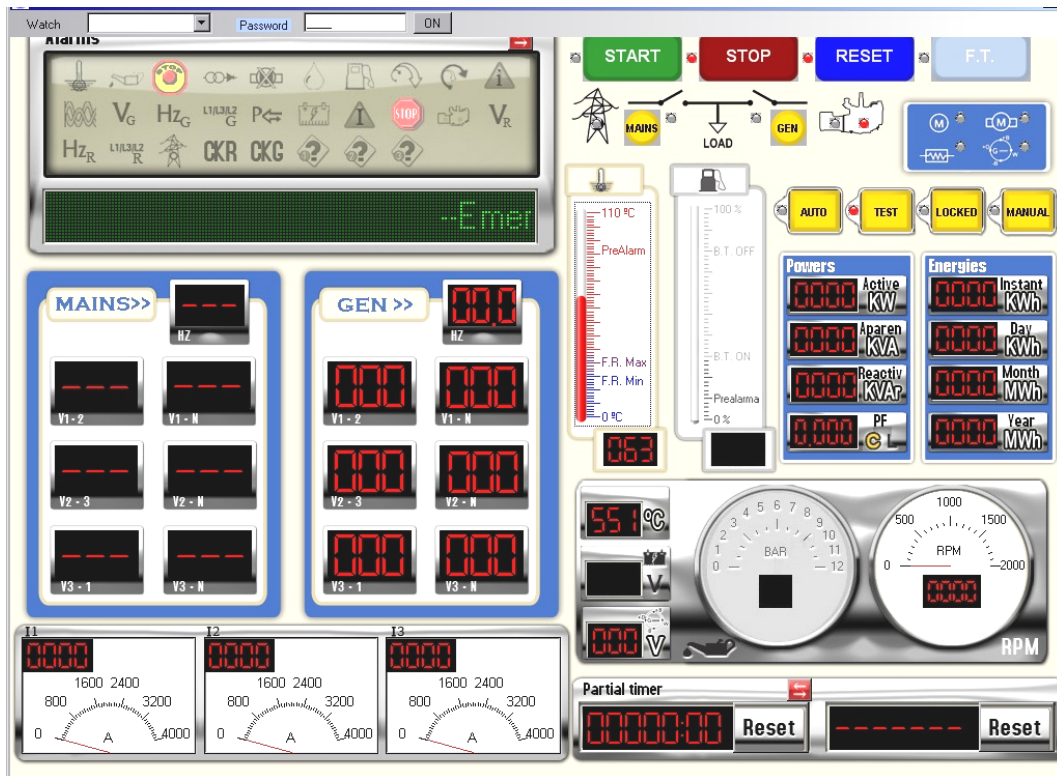 Watch
Password ___ ON
Alarms
START STOP RESET F.T.
STOP
VG HzG L1/L2/L3 G P STOP VR
HzR L1/L2/L3 R CKR CKG ? ? ?
MAINS LOAD GEN
M M
G
--Emer
110 ºC
PreAlarm
F.R. Max
F.R. Min
0 ºC
063
100 %
B.T. OFF
B.T. ON
Prealarma
0 %
AUTO TEST LOCKED MANUAL
Powers
0000 Active KW
0000 Aparen KVA
0000 Reactiv KVAr
0.000 PF C L
Energies
0000 Instant KWh
0000 Day KWh
0000 Month MWh
0000 Year MWh
MAINS>> --- HZ
--- V1-2 --- V1-N
--- V2-3 --- V2-N
--- V3-1 --- V3-N
GEN >> 00.0 HZ
000 V1-2 000 V1-N
000 V2-3 000 V2-N
000 V3-1 000 V3-N
551 ºC
V
000 V
0 1 2 3 4 5 6 7 8 9 10 11 12
BAR
0 500 1000 1500 2000
RPM
0000
RPM
I1 I2 I3
0000 0000 0000
0 800 1600 2400 3200 4000 A
0 800 1600 2400 3200 4000 A
0 800 1600 2400 3200 4000 A
Partial timer
00000:00 Reset ------- Reset